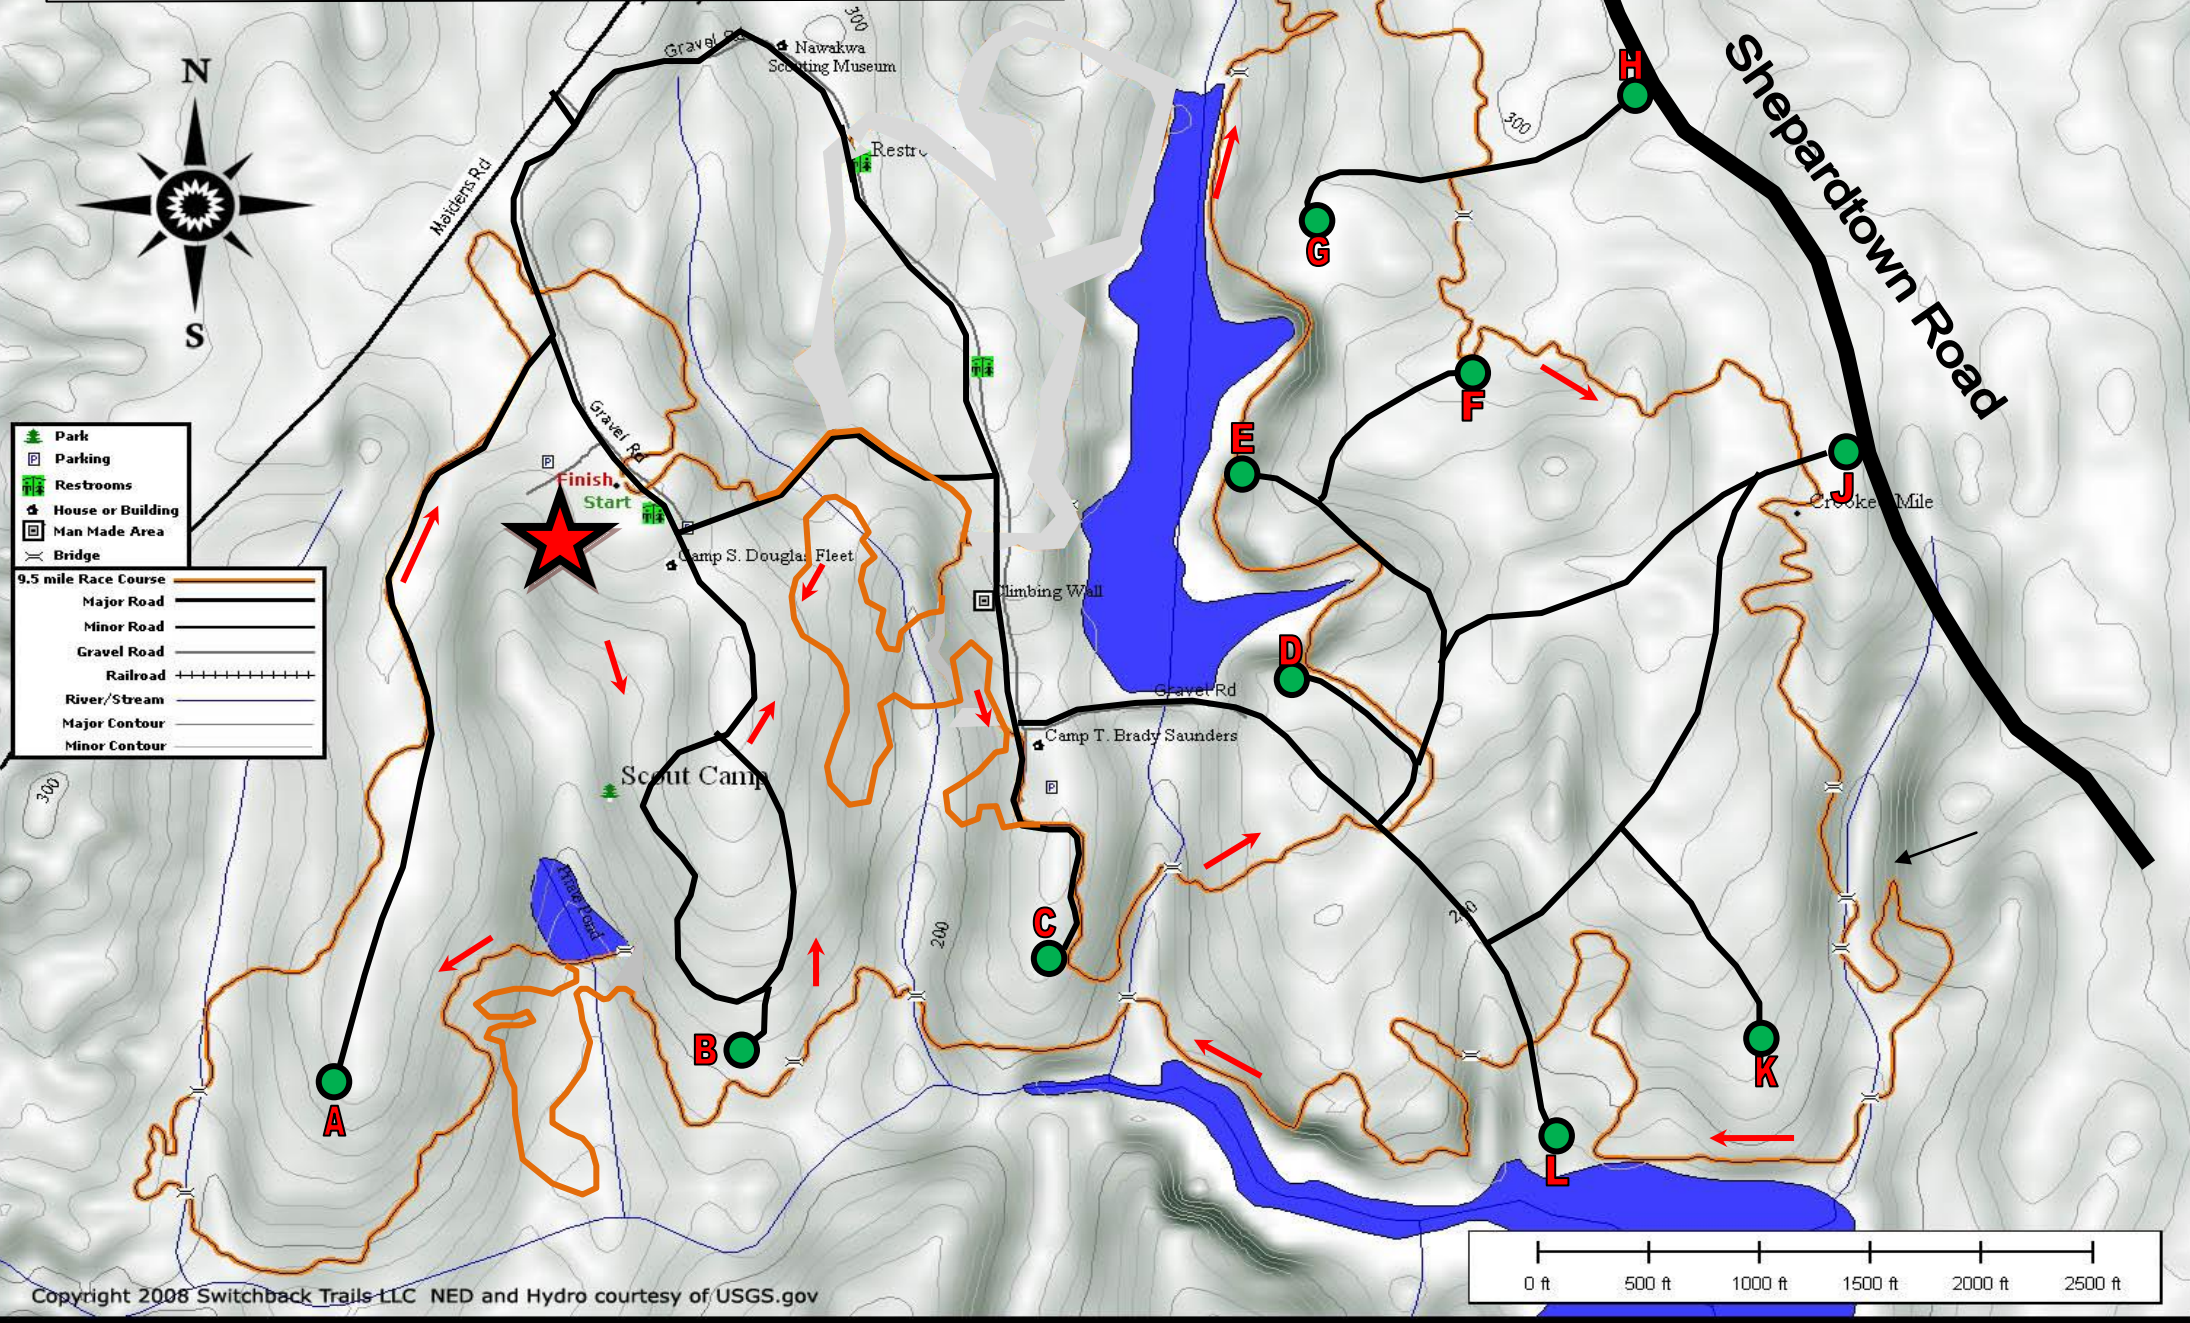 N
S
Maidens Rd
Gravel Rd
300
Nawakwa
Scouting Museum
H
Shepardtown Road
300
G
Gravel Rd
Finish
Start
Camp S. Douglas Fleet
Climbing Wall
E
F
J
Mile
D
Gravel Rd
Camp T. Brady Saunders
Scout Camp
Pond
200
C
B
A
K
L
300
Park
Parking
Restrooms
House or Building
Man Made Area
Bridge
9.5 mile Race Course
Major Road
Minor Road
Gravel Road
Railroad
River/Stream
Major Contour
Minor Contour
P
P
P
0 ft
500 ft
1000 ft
1500 ft
2000 ft
2500 ft
Copyright 2008 Switchback Trails LLC NED and Hydro courtesy of USGS.gov